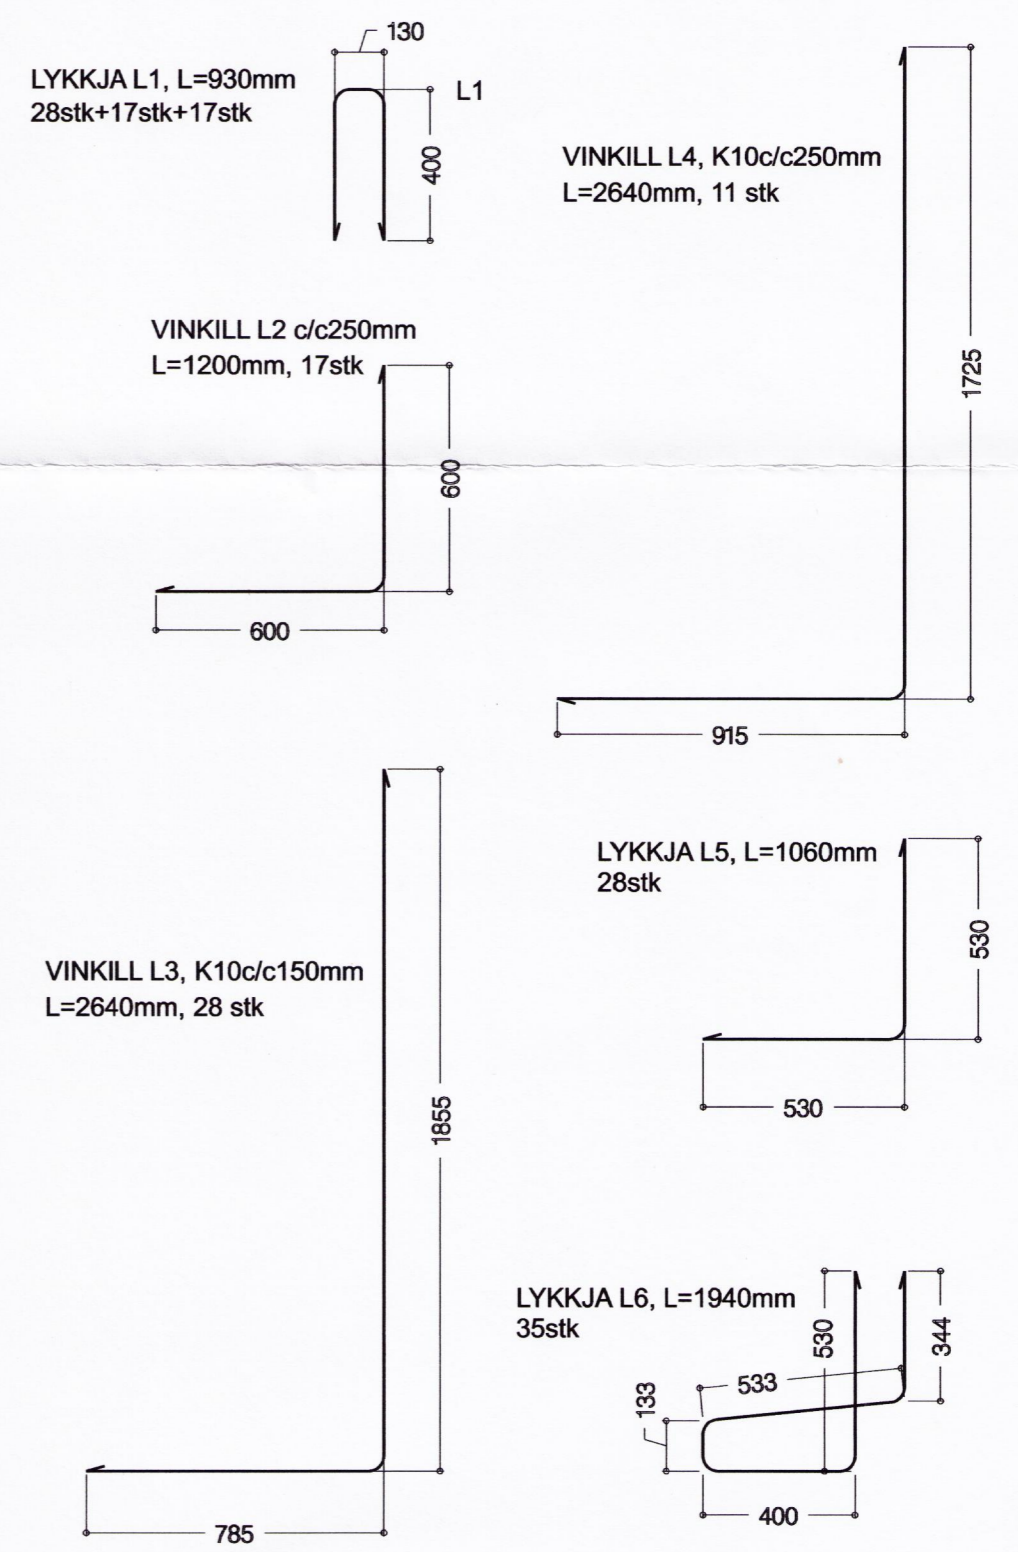 130
LYKKJA L1, L=930mm
28stk+17stk+17stk
L1
400
VINKILL L4, K10c/c250mm
L=2640mm, 11 stk
1725
915
VINKILL L2 c/c250mm
L=1200mm, 17stk
600
600
VINKILL L3, K10c/c150mm
L=2640mm, 28 stk
1855
785
LYKKJA L5, L=1060mm
28stk
530
530
LYKKJA L6, L=1940mm
35stk
530
344
533
133
400